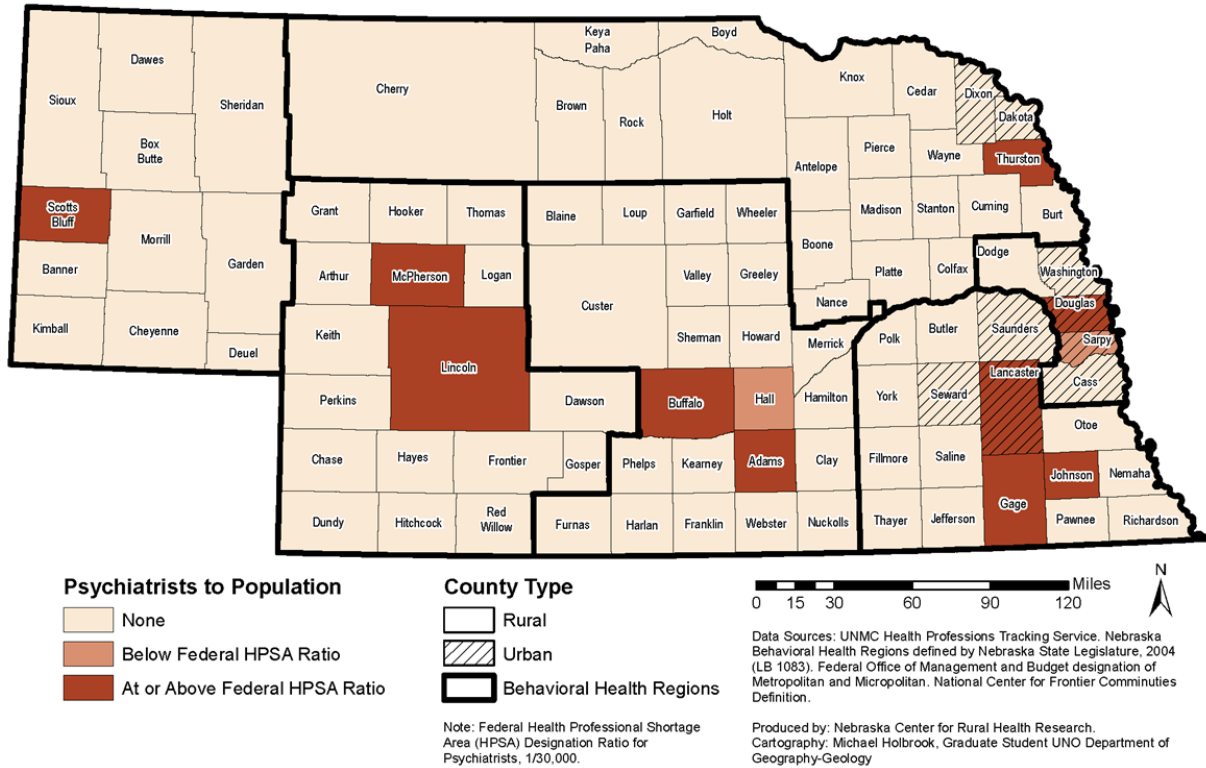 Keya
Paha
Boyd
Dawes
Knox
Cherry
Cedar
Sioux
Sheridan
Dixon
Brown
Holt
Rock
Dakota
Box
Butte
Pierce
Wayne
Thurston
Antelope
Scotts
Bluff
Grant
Hooker
Thomas
Blaine
Loup
Garfield
Wheeler
Madison
Stanton
Cuming
Burt
Morrill
Boone
Dodge
Banner
Garden
Arthur
McPherson
Logan
Valley
Greeley
Platte
Colfax
Washington
Custer
Nance
Douglas
Kimball
Cheyenne
Keith
Sherman
Howard
Merrick
Polk
Butler
Saunders
Sarpy
Deuel
Lincoln
Lancaster
Cass
Perkins
Dawson
Buffalo
Hall
Hamilton
York
Seward
Otoe
Chase
Hayes
Frontier
Gosper
Phelps
Kearney
Adams
Clay
Fillmore
Saline
Johnson
Nemaha
Gage
Dundy
Hitchcock
Red
Willow
Furnas
Harlan
Franklin
Webster
Nuckolls
Thayer
Jefferson
Pawnee
Richardson
Psychiatrists to Population
None
Below Federal HPSA Ratio
At or Above Federal HPSA Ratio
County Type
Rural
Urban
Behavioral Health Regions
Note: Federal Health Professional Shortage
Area (HPSA) Designation Ratio for
Psychiatrists, 1/30,000.
Miles
0 15 30 60 90 120
N
Data Sources: UNMC Health Professions Tracking Service. Nebraska
Behavioral Health Regions defined by Nebraska State Legislature, 2004
(LB 1083). Federal Office of Management and Budget designation of
Metropolitan and Micropolitan. National Center for Frontier Comminuties
Definition.
Produced by: Nebraska Center for Rural Health Research.
Cartography: Michael Holbrook, Graduate Student UNO Department of
Geography-Geology